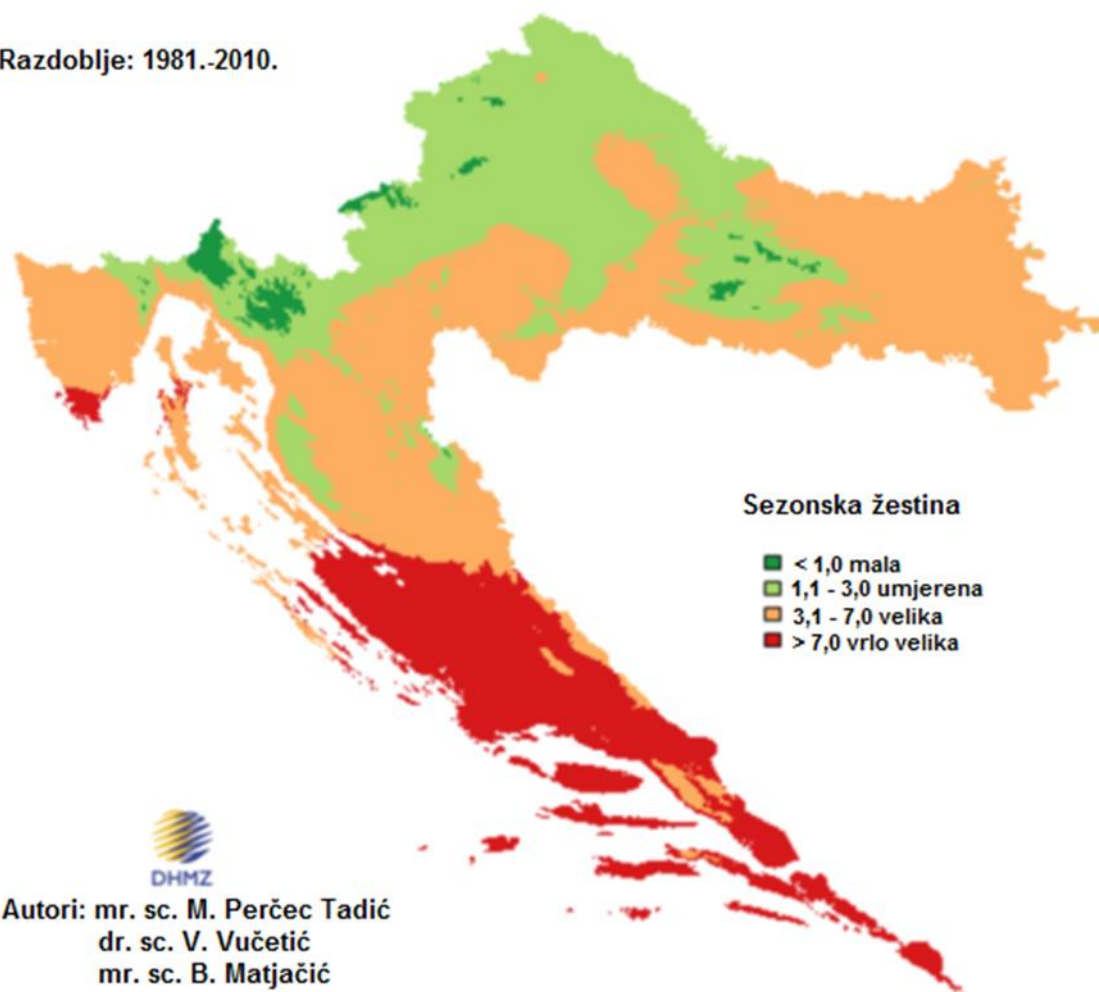 Razdoblje: 1981.-2010.
Sezonska žestina
< 1,0 mala
1,1 - 3,0 umjerena
3,1 - 7,0 velika
> 7,0 vrlo velika
DHMZ
Autori: mr. sc. M. Perčec Tadić
dr. sc. V. Vučetić
mr. sc. B. Matjačić